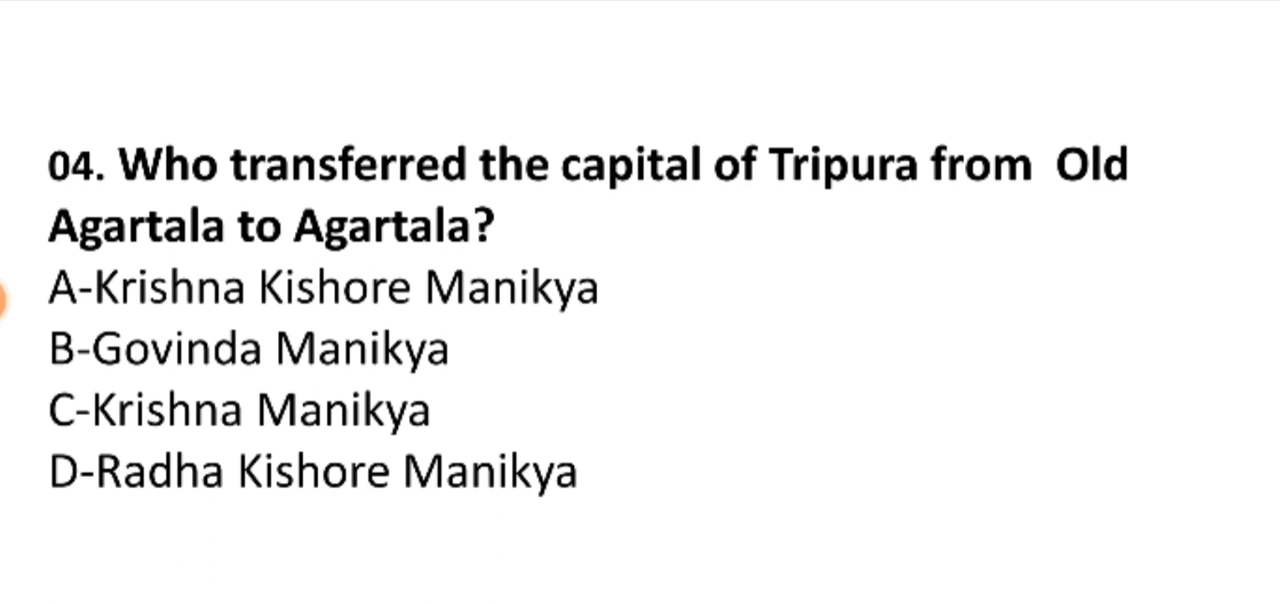 04. Who transferred the capital of Tripura from  Old
Agartala to Agartala?
A-Krishna Kishore Manikya
B-Govinda Manikya
C-Krishna Manikya
D-Radha Kishore Manikya